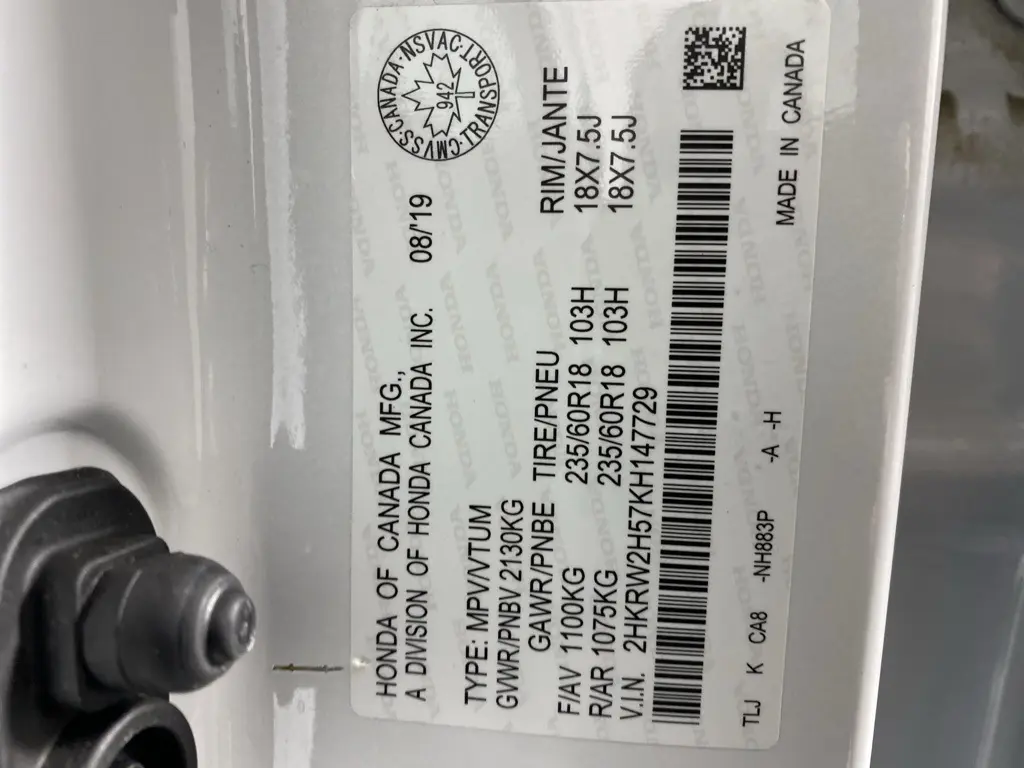 HONDA OF CANADA MFG.,
A DIVISION OF HONDA CANADA INC. 08/'19
CMVSS·CANADA·NSVAC·TRANSPORT
942
TYPE: MPV/VTUM
GVWR/PNBV 2130KG
GAWR/PNBE TIRE/PNEU RIM/JANTE
F/AV 1100KG 235/60R18 103H 18X7.5J
R/AR 1075KG 235/60R18 103H 18X7.5J
V.I.N. 2HKRW2H57KH147729
TLJ K CA8 -NH883P -A -H MADE IN CANADA